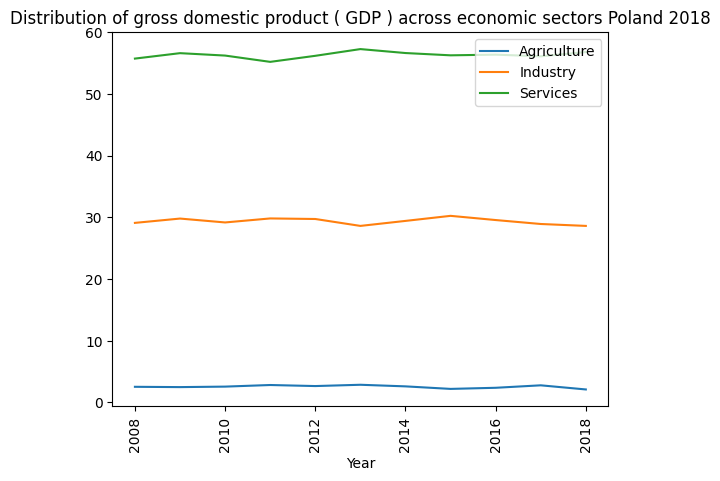 Distribution of gross domestic product ( GDP ) across economic sectors Poland 2018
60
50
40
30
20
10
0
Agriculture
Industry
Services
2008
2010
2012
2014
2016
2018
Year